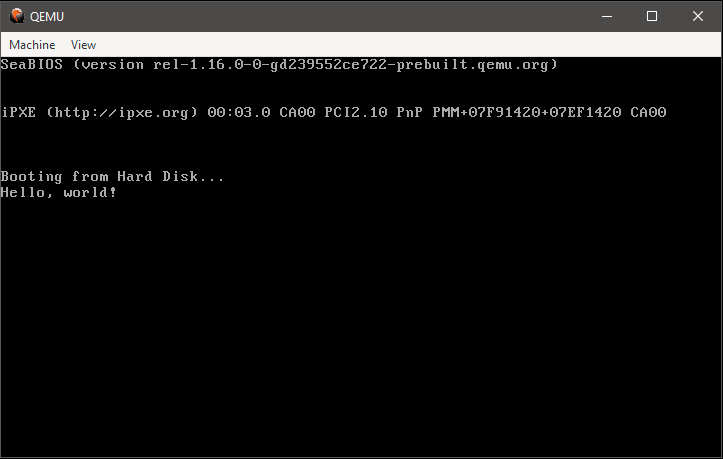 QEMU
Machine View
SeaBIOS (version rel-1.16.0-0-gd239552ce722-prebuilt.qemu.org)
iPXE (http://ipxe.org) 00:03.0 CA00 PCI2.10 PnP PMM+07F91420+07EF1420 CA00
Booting from Hard Disk...
Hello, world!